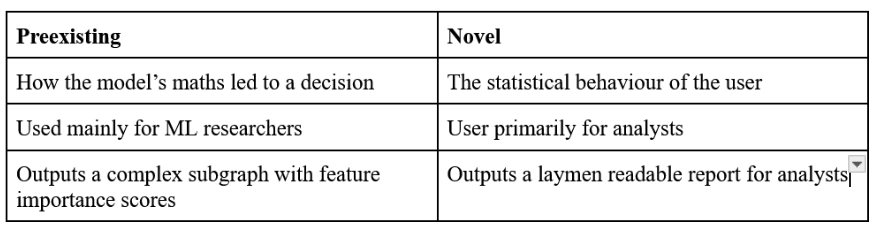 Preexisting
Novel
How the model's maths led to a decision
The statistical behaviour of the user
Used mainly for ML researchers
User primarily for analysts
Outputs a complex subgraph with feature
importance scores
Outputs a laymen readable report for analysts